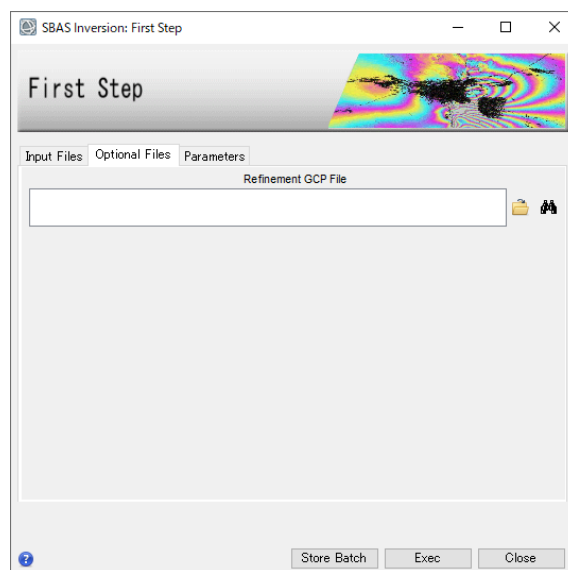 SBAS Inversion: First Step
First Step
Input Files Optional Files Parameters
Refinement GCP File
Store Batch Exec Close